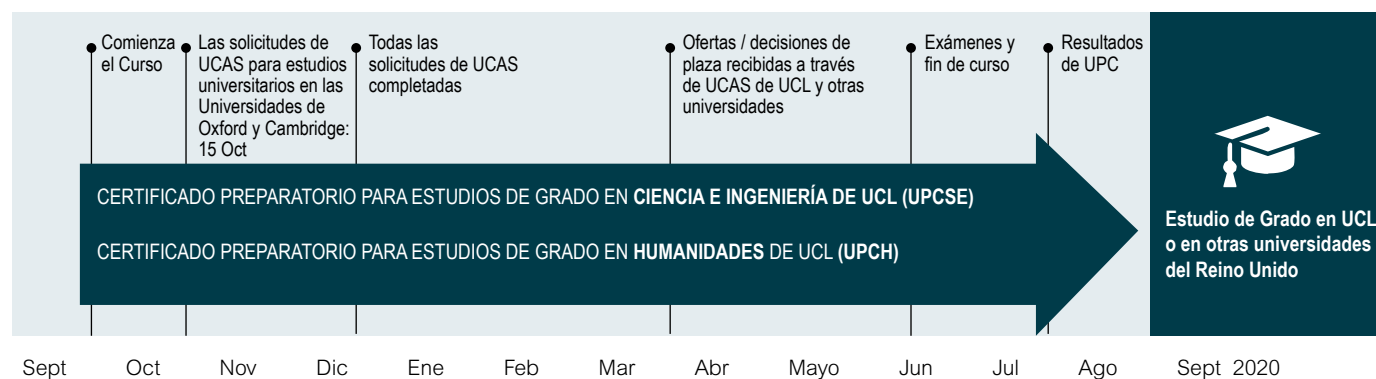 Comienza
el Curso
Las solicitudes de
UCAS para estudios
universitarios en las
Universidades de
Oxford y Cambridge:
15 Oct
Todas las
solicitudes de UCAS
completadas
Ofertas / decisiones de
plaza recibidas a través
de UCAS de UCL y otras
universidades
Exámenes y
fin de curso
Resultados
de UPC
CERTIFICADO PREPARATORIO PARA ESTUDIOS DE GRADO EN CIENCIA E INGENIERÍA DE UCL (UPCSE)
CERTIFICADO PREPARATORIO PARA ESTUDIOS DE GRADO EN HUMANIDADES DE UCL (UPCH)
Estudio de Grado en UCL
o en otras universidades
del Reino Unido
Sept Oct Nov Dic Ene Feb Mar Abr Mayo Jun Jul Ago Sept 2020